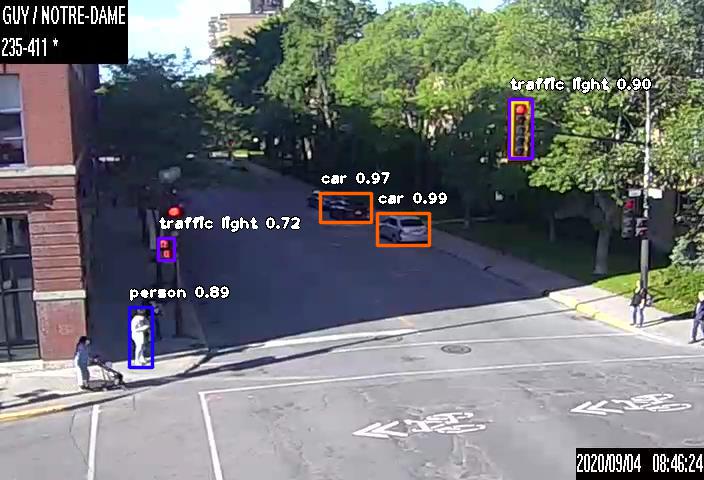 GUY / NOTRE-DAME
235-411 *
traffic light 0.90
car 0.97
car 0.99
traffic light 0.72
person 0.89
2020/09/04 08:46:24